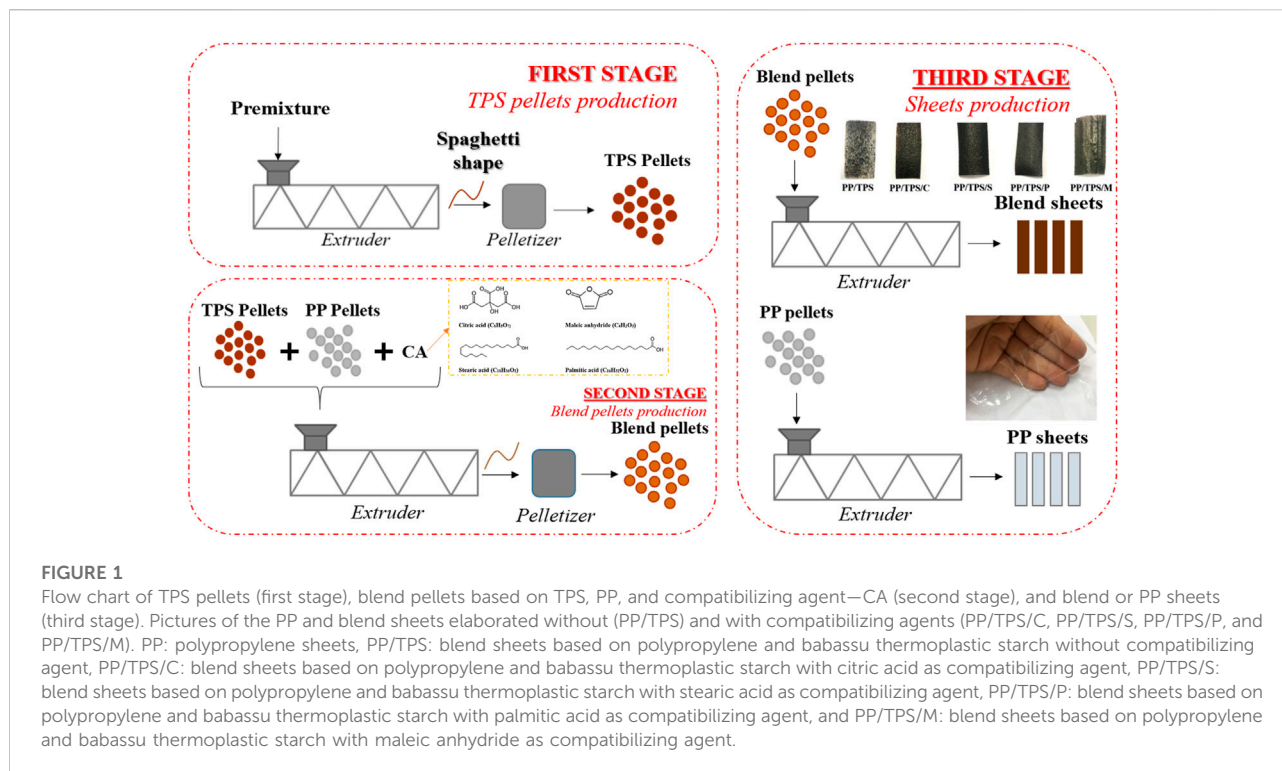 FIRST STAGE
TPS pellets production
Premixture
Spaghetti
shape
TPS Pellets
Extruder
Pelletizer
TPS Pellets
PP Pellets
+
+
CA
HO
O
OH
O
O
OH
OH
HO
Citric acid (C₆H₈O₇)
O
O
O
Maleic anhydride (C₄H₂O₃)
O
OH
Stearic acid (C₁₈H₃₆O₂)
O
OH
Palmitic acid (C₁₆H₃₂O₂)
SECOND STAGE
Blend pellets production
Blend pellets
Extruder
Pelletizer
THIRD STAGE
Sheets production
Blend pellets
PP/TPS
PP/TPS/C
PP/TPS/S
PP/TPS/P
PP/TPS/M
Blend sheets
Extruder
PP pellets
PP sheets
Extruder
FIGURE 1
Flow chart of TPS pellets (first stage), blend pellets based on TPS, PP, and compatibilizing agent—CA (second stage), and blend or PP sheets
(third stage). Pictures of the PP and blend sheets elaborated without (PP/TPS) and with compatibilizing agents (PP/TPS/C, PP/TPS/S, PP/TPS/P, and
PP/TPS/M). PP: polypropylene sheets, PP/TPS: blend sheets based on polypropylene and babassu thermoplastic starch without compatibilizing
agent, PP/TPS/C: blend sheets based on polypropylene and babassu thermoplastic starch with citric acid as compatibilizing agent, PP/TPS/S:
blend sheets based on polypropylene and babassu thermoplastic starch with stearic acid as compatibilizing agent, PP/TPS/P: blend sheets based on
polypropylene and babassu thermoplastic starch with palmitic acid as compatibilizing agent, and PP/TPS/M: blend sheets based on polypropylene
and babassu thermoplastic starch with maleic anhydride as compatibilizing agent.